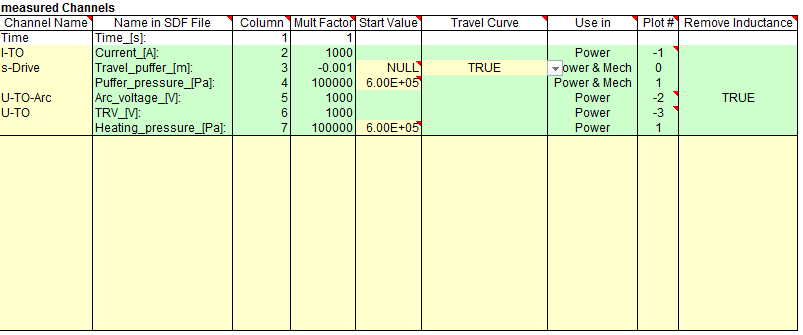 measured Channels
Channel Name Name in SDF File Column Mult Factor Start Value Travel Curve Use in Plot # Remove Inductance
Time Time_[s]: 1 1
I-TO Current_[A]: 2 1000 Power -1
s-Drive Travel_puffer_[m]: 3 -0.001 NULL TRUE ower & Mech 0
Puffer_pressure_[Pa]: 4 100000 6.00E+05 Power & Mech 1
U-TO-Arc Arc_voltage_[V]: 5 1000 Power -2 TRUE
U-TO TRV_[V]: 6 1000 Power -3
Heating_pressure_[Pa]: 7 100000 6.00E+05 Power 1